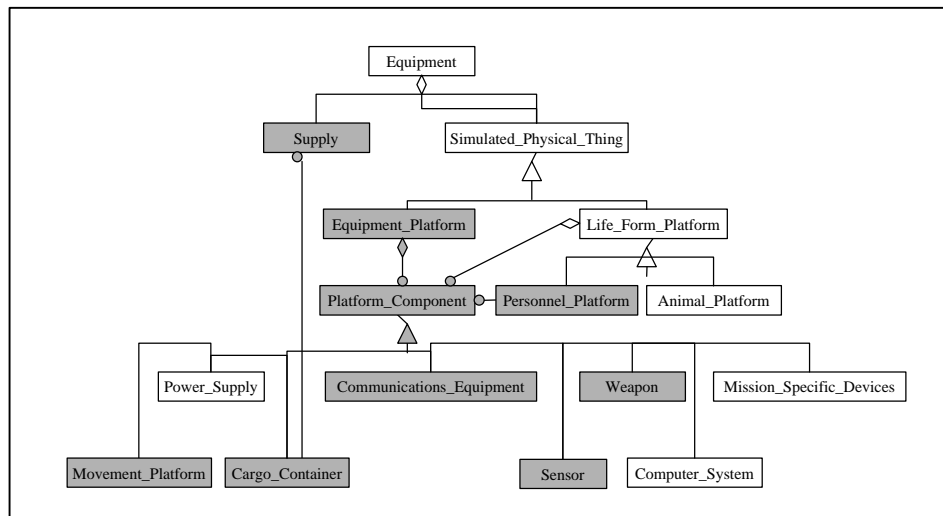 Equipment
Supply
Simulated_Physical_Thing
Equipment_Platform
Life_Form_Platform
Platform_Component
Personnel_Platform
Animal_Platform
Power_Supply
Communications_Equipment
Weapon
Mission_Specific_Devices
Movement_Platform
Cargo_Container
Sensor
Computer_System